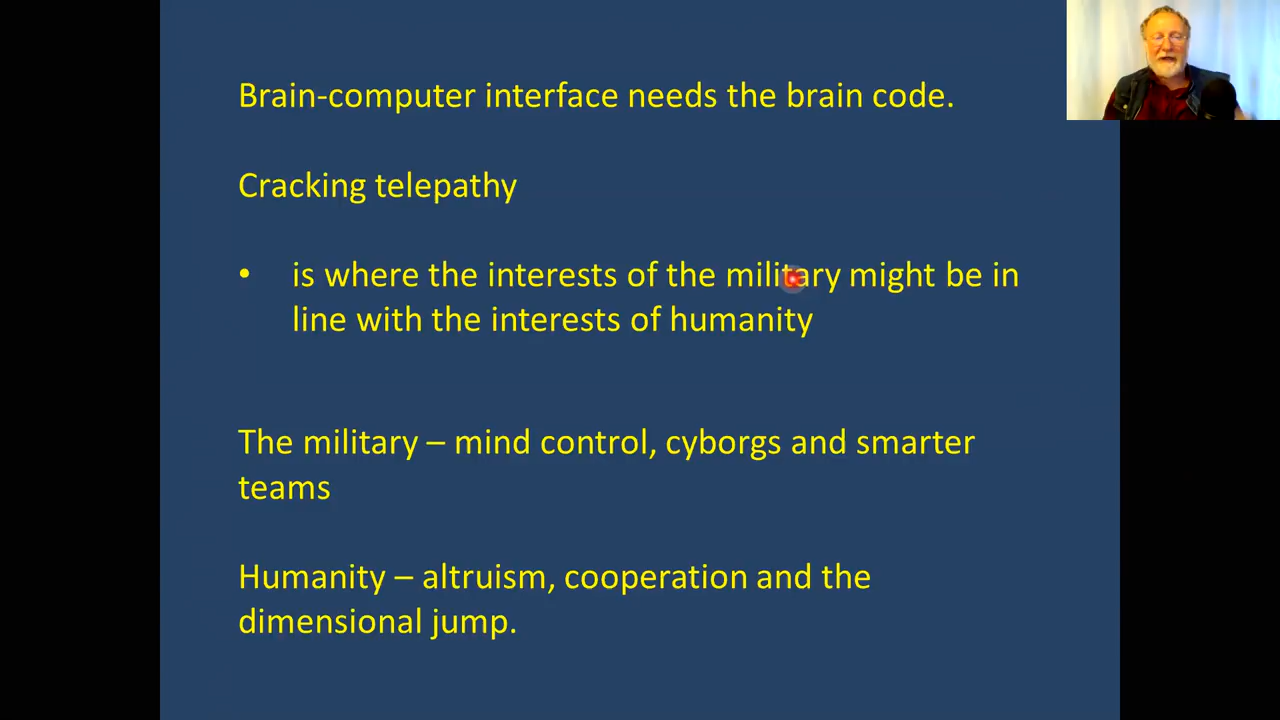 Brain-computer interface needs the brain code.
Cracking telepathy
• is where the interests of the military might be in
line with the interests of humanity
The military – mind control, cyborgs and smarter
teams
Humanity – altruism, cooperation and the
dimensional jump.